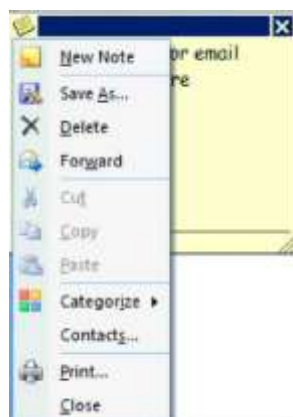 New Note
or email
re
Save As...
Delete
Forward
Cut
Copy
Paste
Categorize
Contacts...
Print...
Close